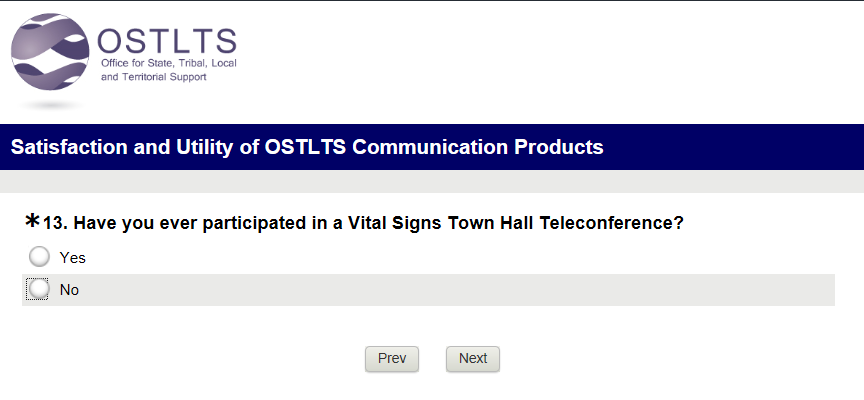 OSTLTS
Office for State, Tribal, Local
and Territorial Support
Satisfaction and Utility of OSTLTS Communication Products
*13. Have you ever participated in a Vital Signs Town Hall Teleconference?
Yes
No
Prev Next